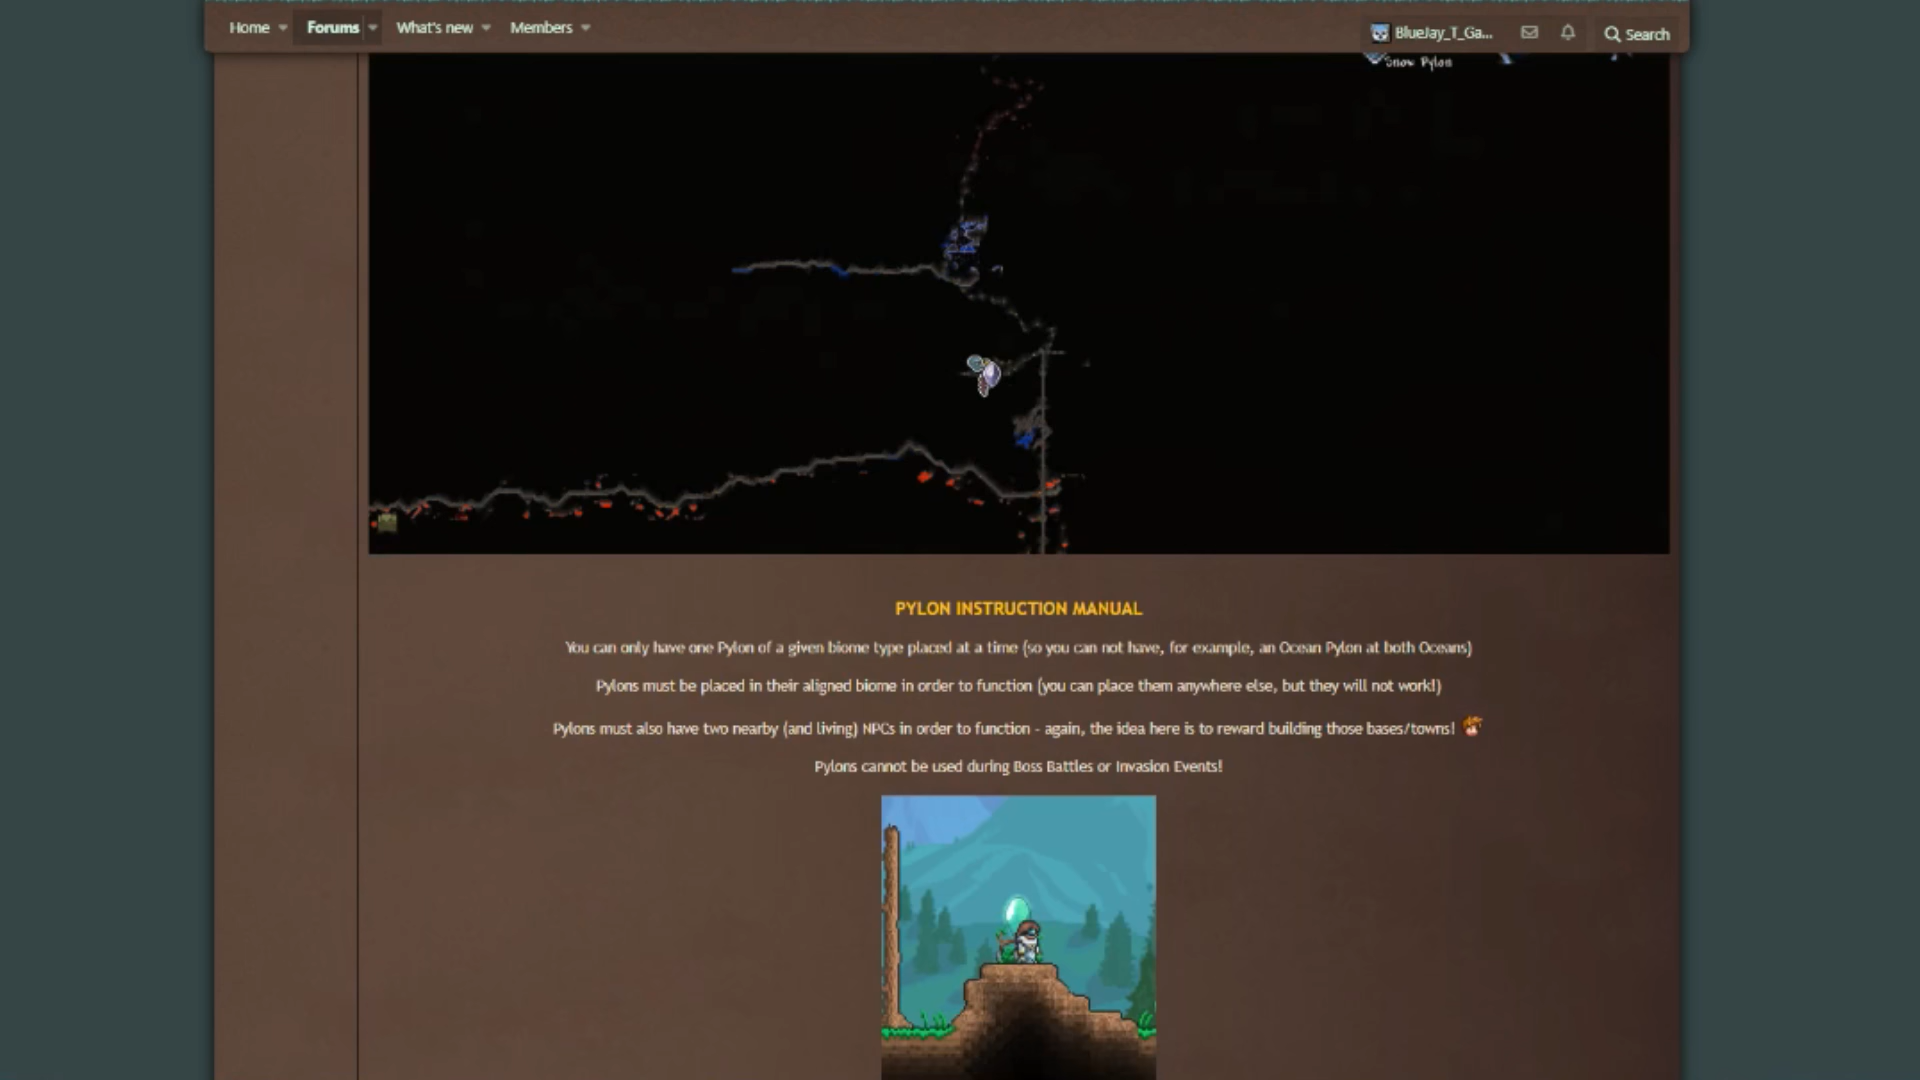 Home
Forums
What's new
Members
BlueJay_T_Ga...
Search
Snow Pylon
PYLON INSTRUCTION MANUAL
You can only have one Pylon of a given biome type placed at a time (so you can not have, for example, an Ocean Pylon at both Oceans)
Pylons must be placed in their aligned biome in order to function (you can place them anywhere else, but they will not work!)
Pylons must also have two nearby (and living) NPCs in order to function - again, the idea here is to reward building those bases/towns!
Pylons cannot be used during Boss Battles or Invasion Events!